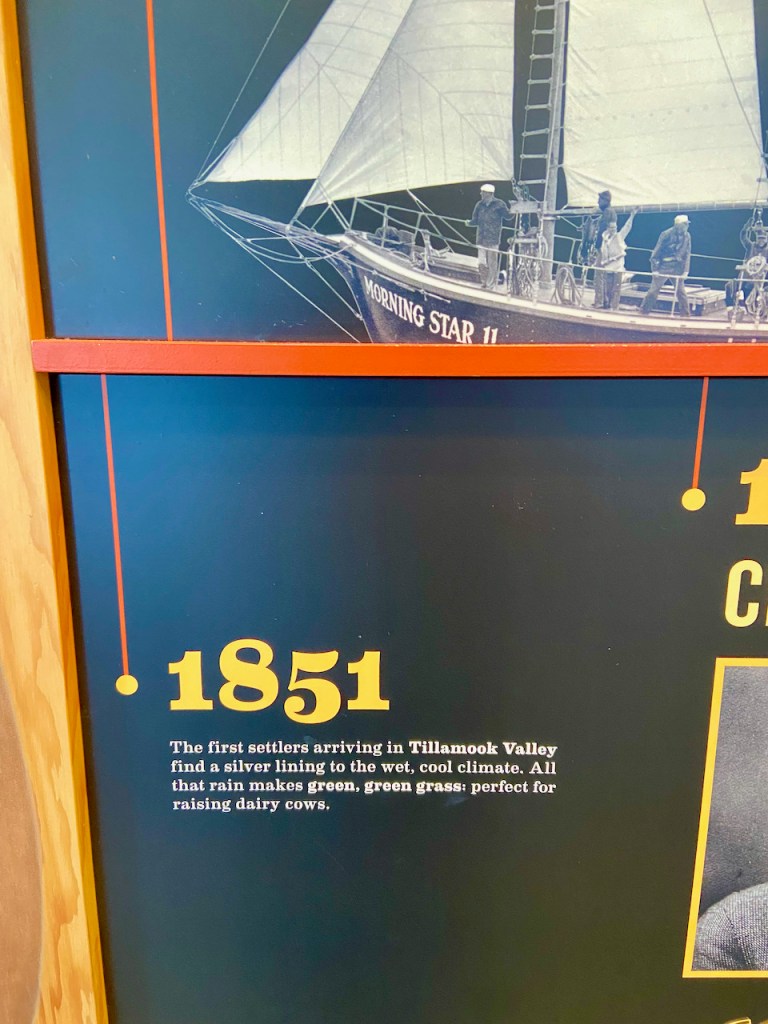 MORNING STAR 11
1851
The first settlers arriving in Tillamook Valley
find a silver lining to the wet, cool climate. All
that rain makes green, green grass: perfect for
raising dairy cows.